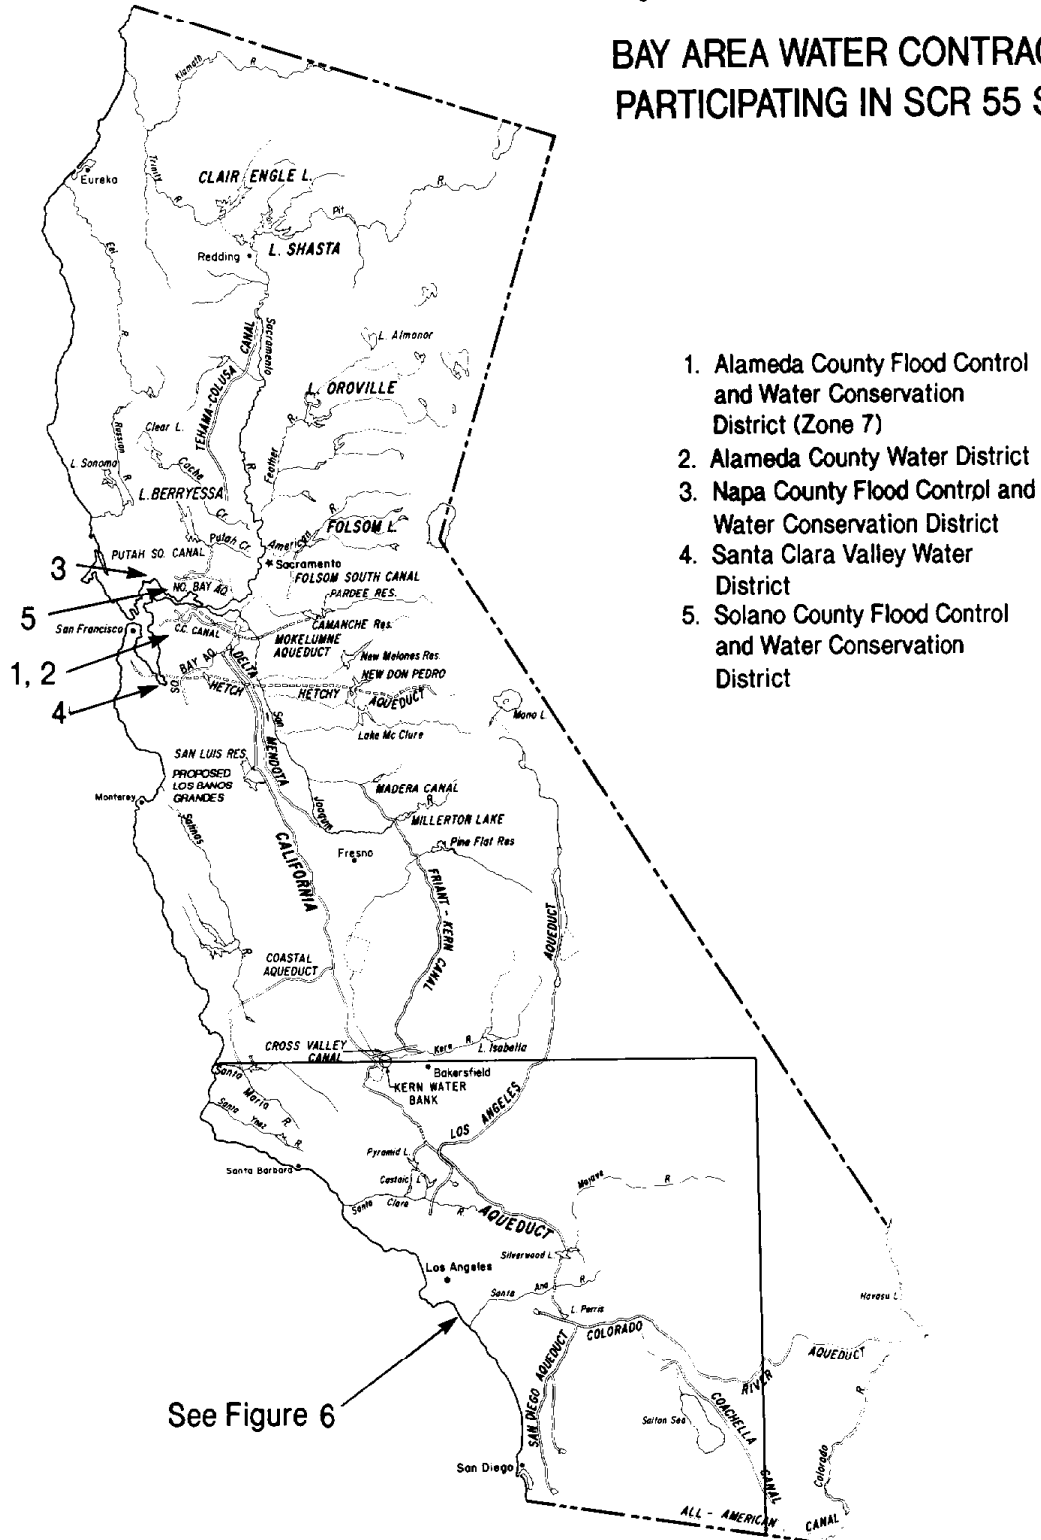 BAY AREA WATER CONTRAC
PARTICIPATING IN SCR 55 S
1. Alameda County Flood Control
and Water Conservation
District (Zone 7)
2. Alameda County Water District
3. Napa County Flood Control and
Water Conservation District
4. Santa Clara Valley Water
District
5. Solano County Flood Control
and Water Conservation
District
Klamath R
Eureka
Trinity R
CLAIR ENGLE L.
R
Pit
Redding
L. SHASTA
Eel R
TEHAMA-COLUSA CANAL
Sacramento R
L. Almanor
L. OROVILLE
Feather R
Clear L.
Russian R
L. Sonoma
Cache Cr.
L. BERRYESSA
Putah Cr.
American R
FOLSOM L.
PUTAH SO. CANAL
Sacramento
FOLSOM SOUTH CANAL
3
NO. BAY AQ.
PARDEE RES.
5
San Francisco
C.C. CANAL
CAMANCHE Res.
MOKELUMNE
AQUEDUCT
1, 2
SO. BAY AQ.
DELTA MENDOTA
New Melones Res.
NEW DON PEDRO
4
HETCH HETCHY AQUEDUCT
Mono L.
San Joaquin
Lake Mc Clure
SAN LUIS RES.
PROPOSED
LOS BANOS
GRANDES
MADERA CANAL
R
Monterey
MILLERTON LAKE
Salinas R
Fresno
Pine Flat Res
CALIFORNIA
FRIANT - KERN CANAL
AQUEDUCT
COASTAL
AQUEDUCT
CROSS VALLEY
CANAL
Kern R.
L. Isabella
Santa Maria R
Bakersfield
KERN WATER
BANK
Santa Ynez R
LOS ANGELES
Pyramid L.
Santa Barbara
Castaic L
Mojave R
Santa Clara R.
AQUEDUCT
Silverwood L.
Los Angeles
Santa Ana R
Havasu L.
L. Perris
COLORADO
RIVER
AQUEDUCT
SAN DIEGO AQUEDUCT
See Figure 6
Salton Sea
COACHELLA CANAL
Colorado R
San Diego
ALL - AMERICAN CANAL